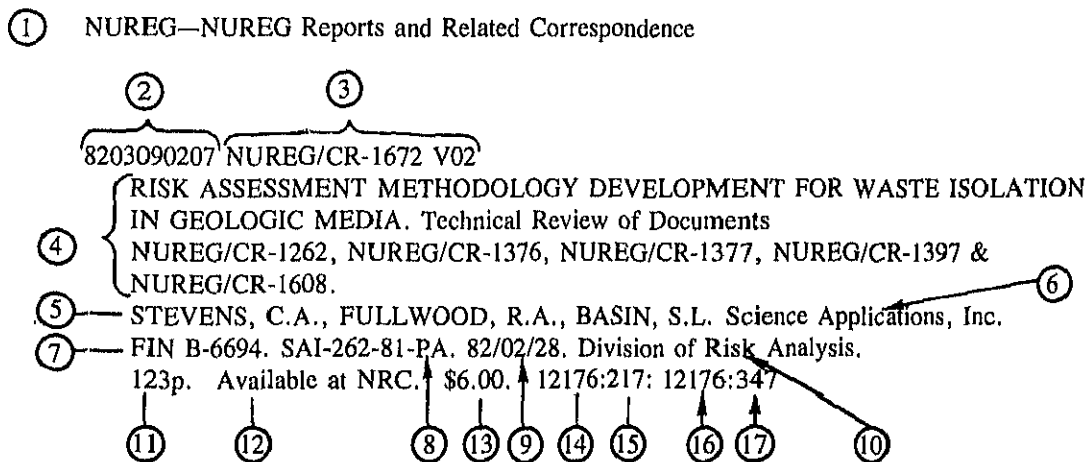 ① NUREG—NUREG Reports and Related Correspondence
② ③
8203090207 NUREG/CR-1672 V02
RISK ASSESSMENT METHODOLOGY DEVELOPMENT FOR WASTE ISOLATION
IN GEOLOGIC MEDIA. Technical Review of Documents
④ NUREG/CR-1262, NUREG/CR-1376, NUREG/CR-1377, NUREG/CR-1397 &
NUREG/CR-1608.
⑥
⑤ STEVENS, C.A., FULLWOOD, R.A., BASIN, S.L. Science Applications, Inc.
⑦ FIN B-6694. SAI-262-81-PA. 82/02/28. Division of Risk Analysis.
123p. Available at NRC. $6.00. 12176:217: 12176:347
⑪ ⑫ ⑧ ⑬ ⑨ ⑭ ⑮ ⑯ ⑰ ⑩